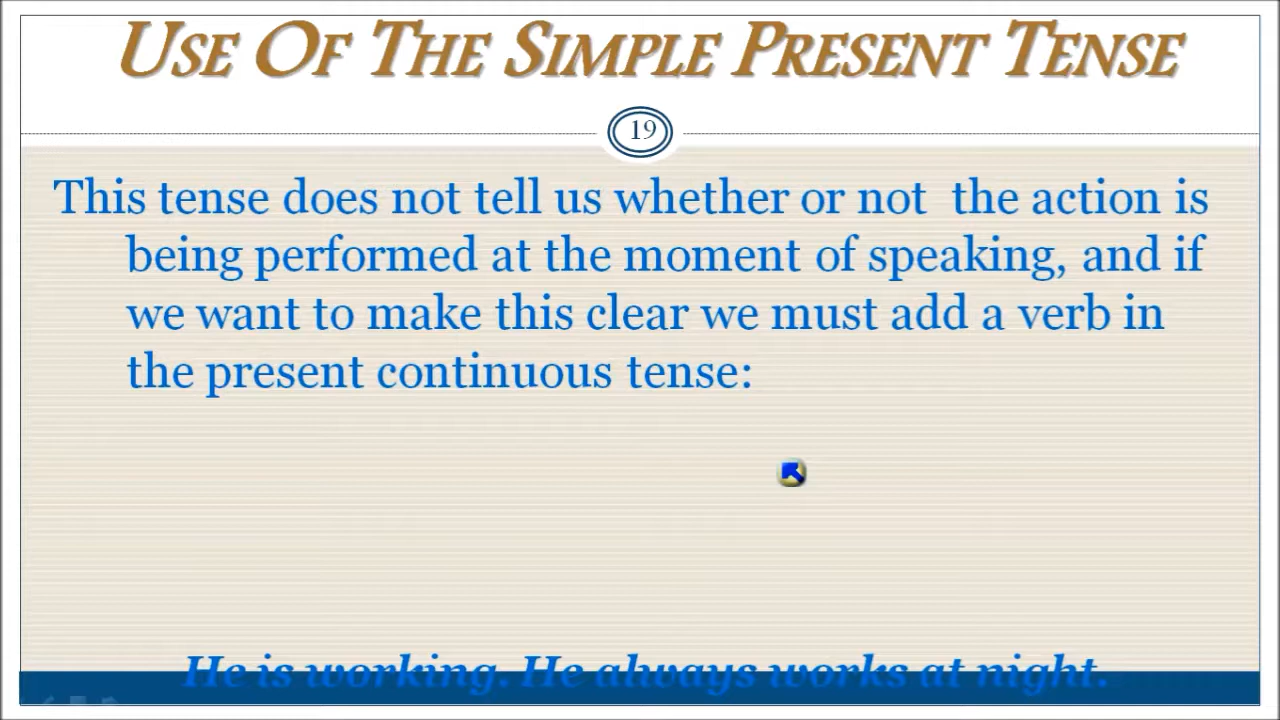 USE OF THE SIMPLE PRESENT TENSE
19
This tense does not tell us whether or not the action is
being performed at the moment of speaking, and if
we want to make this clear we must add a verb in
the present continuous tense:
He is working. He always works at night.